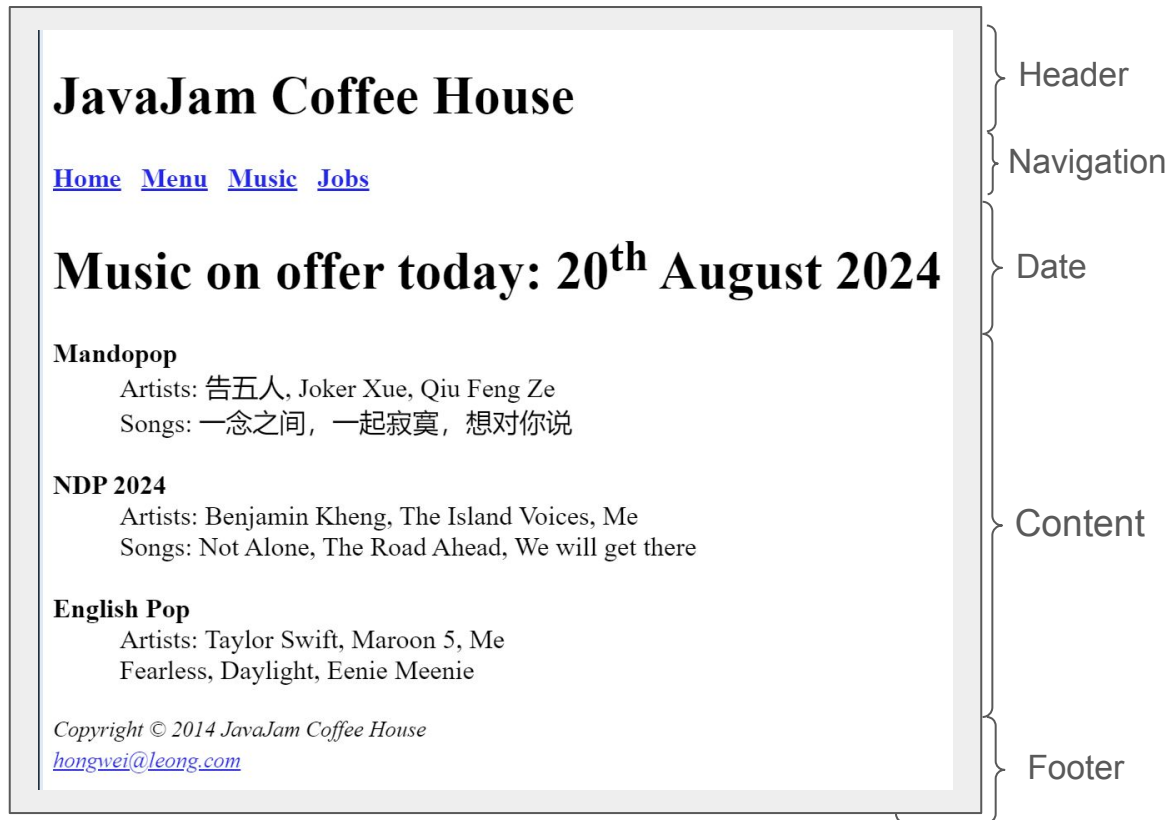 JavaJam Coffee House
Header
Home Menu Music Jobs
Navigation
Music on offer today: 20th August 2024
Date
Mandopop
Artists: 告五人, Joker Xue, Qiu Feng Ze
Songs: 一念之间，一起寂寞，想对你说
NDP 2024
Artists: Benjamin Kheng, The Island Voices, Me
Songs: Not Alone, The Road Ahead, We will get there
Content
English Pop
Artists: Taylor Swift, Maroon 5, Me
Fearless, Daylight, Eenie Meenie
Copyright © 2014 JavaJam Coffee House
hongwei@leong.com
Footer